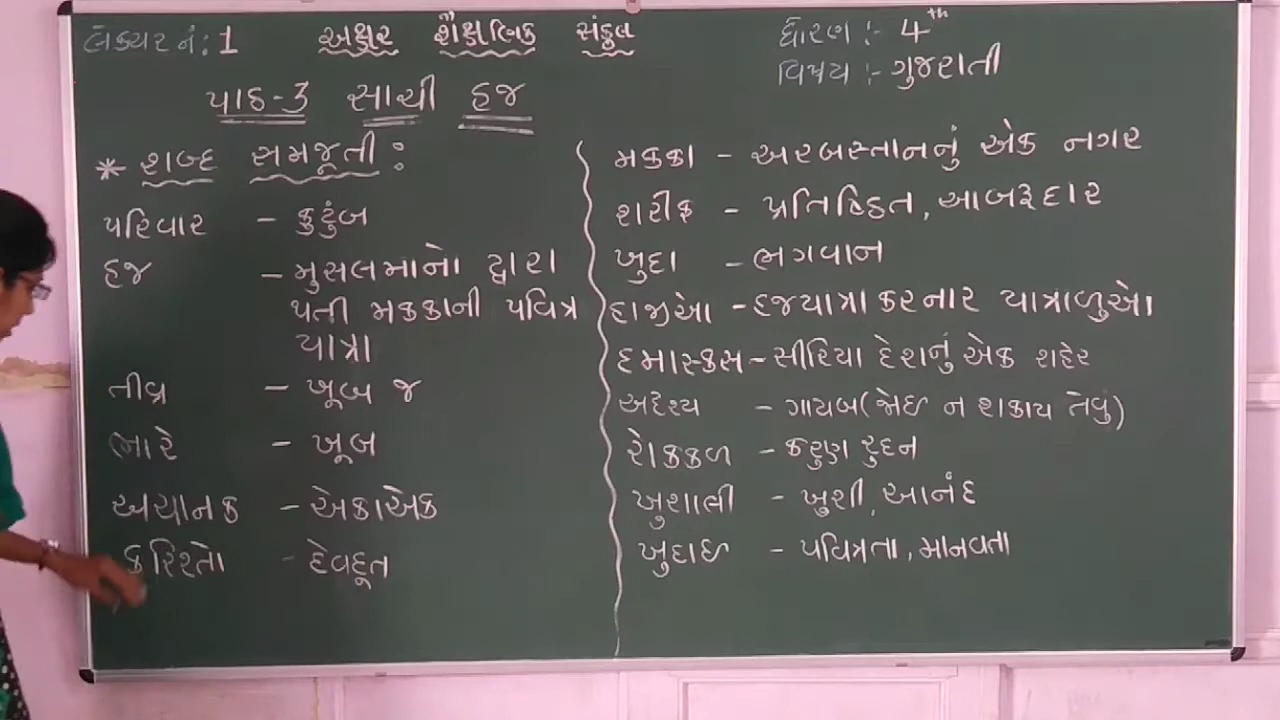 લેક્ચર નં: 1
અક્ષર શૈક્ષણિક સંકુલ
ધોરણ :- 4th
વિષય :- ગુજરાતી
પાઠ-3 સાચી હજ
* શબ્દ સમજૂતી :
પરિવાર - કુટુંબ
હજ - મુસલમાનો દ્વારા
થતી મક્કાની પવિત્ર
યાત્રા
તીવ્ર - ખૂબ જ
ભારે - ખૂબ
અચાનક - એકાએક
ફરિશ્તો - દેવદૂત
મક્કા - અરબસ્તાનનું એક નગર
શરીફ - પ્રતિષ્ઠિત, આબરૂદાર
ખુદા - ભગવાન
હાજીઓ - હજયાત્રા કરનાર યાત્રાળુઓ
દમાસ્કસ - સીરિયા દેશનું એક શહેર
અદૃશ્ય - ગાયબ (જોઈ ન શકાય તેવું)
રોકકળ - કરુણ રુદન
ખુશાલી - ખુશી, આનંદ
ખુદાઈ - પવિત્રતા, માનવતા